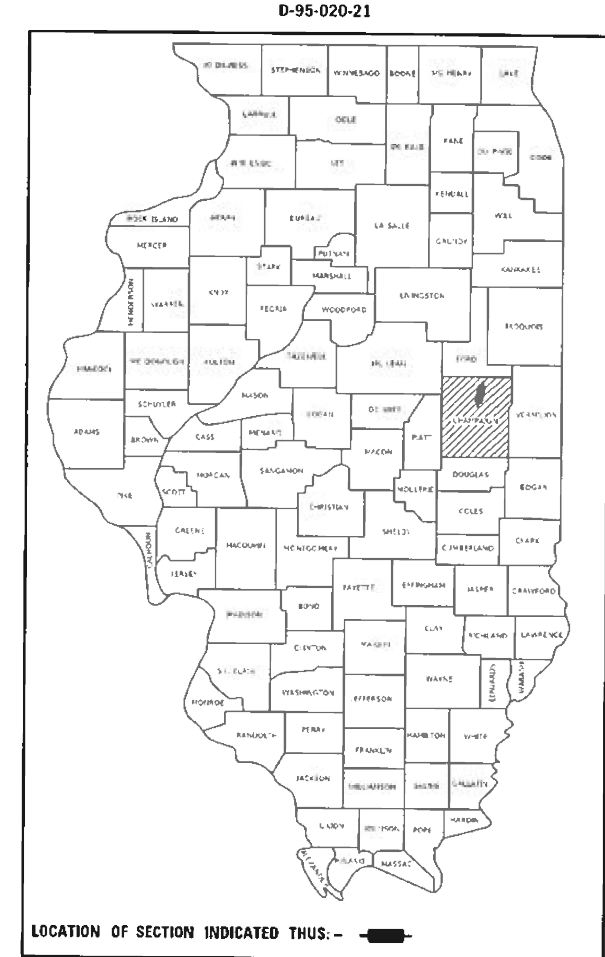 D-95-020-21
JO DAVIESS STEPHENSON WINNEBAGO BOONE MC HENRY LAKE
CARROLL OGLE
DE KALB KANE DU PAGE COOK
WHITESIDE LEE
KENDALL
ROCK ISLAND HENRY BUREAU LA SALLE WILL
MERCER PUTNAM GRUNDY
STARK MARSHALL KANKAKEE
HENDERSON WARREN KNOX LIVINGSTON
PEORIA WOODFORD IROQUOIS
HANCOCK MC DONOUGH FULTON TAZEWELL MC LEAN FORD
MASON
SCHUYLER LOGAN DE WITT CHAMPAIGN VERMILION
ADAMS BROWN CASS MENARD PIATT
MACON
MORGAN SANGAMON DOUGLAS
PIKE SCOTT MOULTRIE EDGAR
CHRISTIAN COLES
GREENE SHELBY
CALHOUN MACOUPIN MONTGOMERY CUMBERLAND CLARK
JERSEY
FAYETTE EFFINGHAM JASPER CRAWFORD
MADISON BOND
CLAY RICHLAND LAWRENCE
CLINTON MARION
ST. CLAIR WAYNE EDWARDS WABASH
MONROE WASHINGTON JEFFERSON
RANDOLPH PERRY HAMILTON WHITE
FRANKLIN
JACKSON WILLIAMSON SALINE GALLATIN
UNION JOHNSON POPE HARDIN
ALEXANDER PULASKI MASSAC
LOCATION OF SECTION INDICATED THUS:-